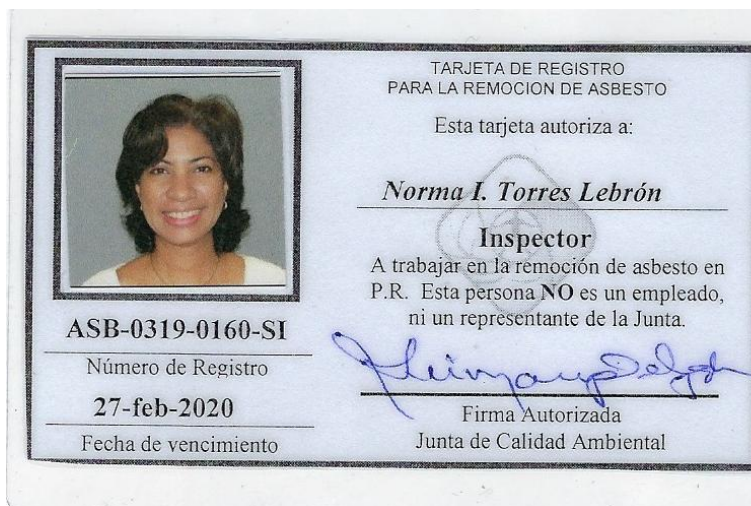 TARJETA DE REGISTRO
PARA LA REMOCION DE ASBESTO
Esta tarjeta autoriza a:
Norma I. Torres Lebrón
Inspector
A trabajar en la remoción de asbesto en
P.R. Esta persona NO es un empleado,
ni un representante de la Junta.
Firma Autorizada
Junta de Calidad Ambiental
ASB-0319-0160-SI
Número de Registro
27-feb-2020
Fecha de vencimiento